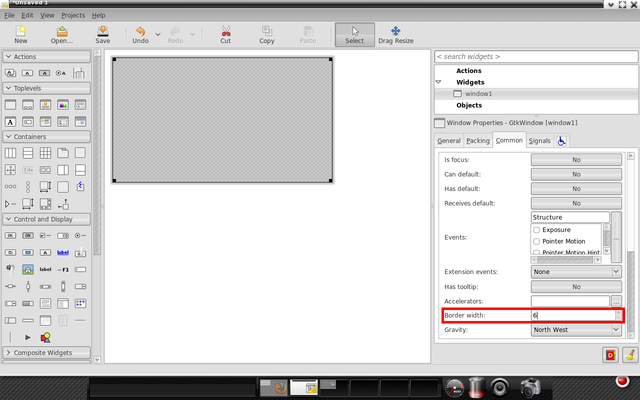 *Unsaved 1
File Edit View Projects Help
New Open... Save Undo Redo Cut Copy Paste Select Drag Resize
Actions
Toplevels
Containers
Control and Display
label
label
Composite Widgets
< search widgets >
Actions
Widgets
window1
Objects
Window Properties - GtkWindow [window1]
General Packing Common Signals
Is focus: No
Can default: No
Has default: No
Receives default: No
Events: Structure
Exposure
Pointer Motion
Pointer Motion Hint
Extension events: None
Has tooltip: No
Accelerators: ...
Border width: 6
Gravity: North West